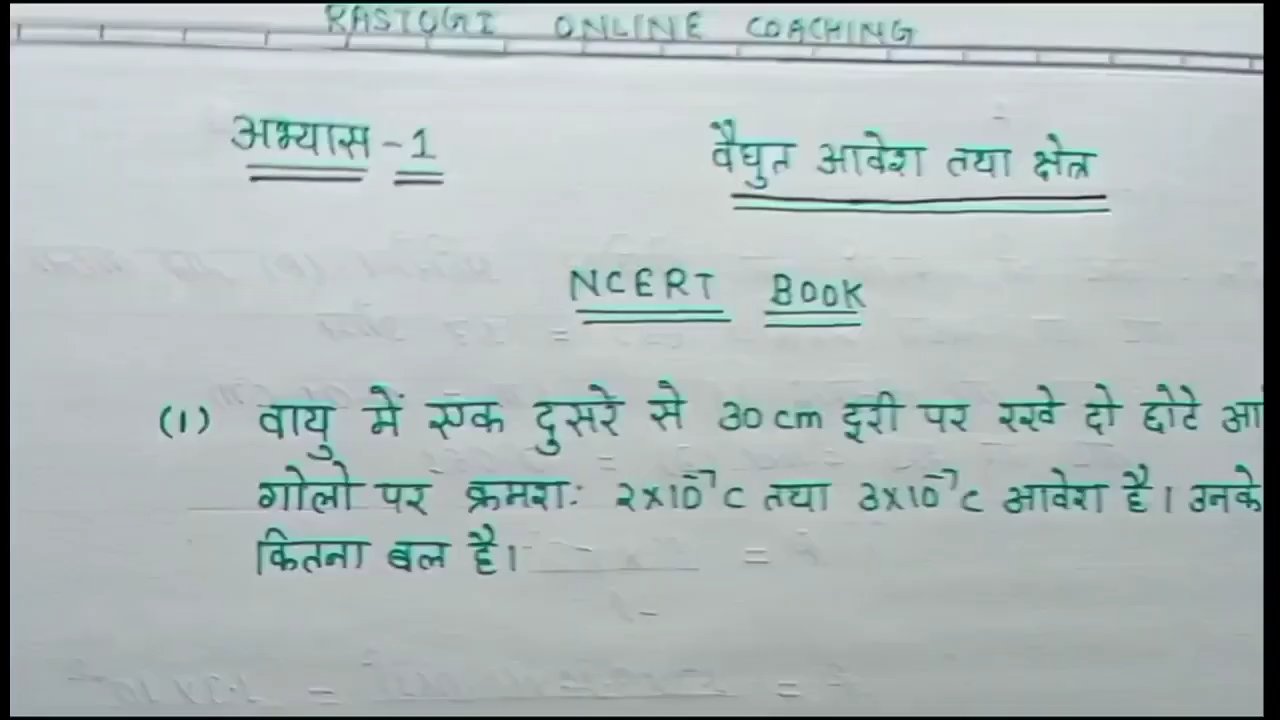 RASTOGI ONLINE COACHING
अभ्यास - 1
वैघुत आवेश तथा क्षेत्र
NCERT BOOK
(1) वायु में एक दुसरे से 30 cm दूरी पर रखे दो छोटे
गोलो पर क्रमशः 2×10⁻⁷C तथा 3×10⁻⁷C आवेश है। उनके
कितना बल है।